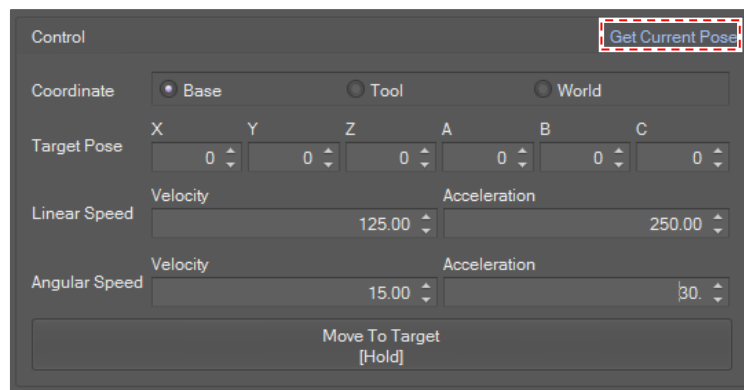 Control Get Current Pose
Coordinate Base Tool World
X Y Z A B C
Target Pose 0 0 0 0 0 0
Velocity Acceleration
Linear Speed 125.00 250.00
Velocity Acceleration
Angular Speed 15.00 30.
Move To Target
[Hold]